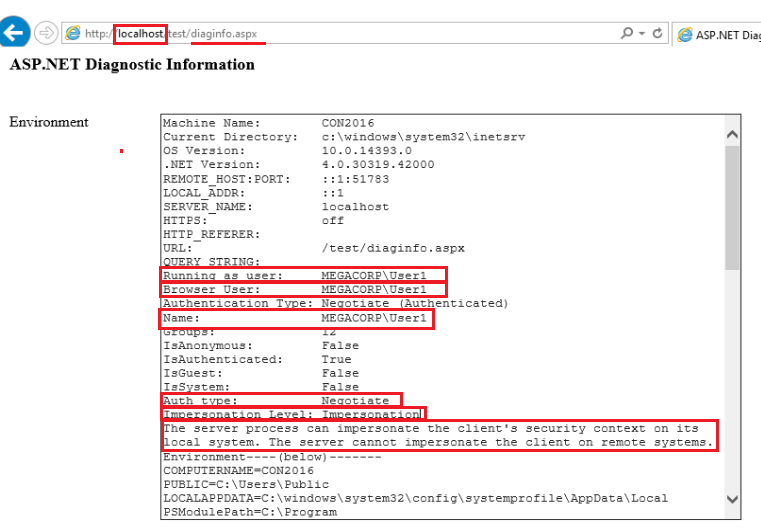 http://localhost/test/diaginfo.aspx
ASP.NET Diag
ASP.NET Diagnostic Information
Environment
Machine Name: CON2016
Current Directory: c:\windows\system32\inetsrv
OS Version: 10.0.14393.0
.NET Version: 4.0.30319.42000
REMOTE_HOST:PORT: ::1:51783
LOCAL_ADDR: ::1
SERVER_NAME: localhost
HTTPS: off
HTTP_REFERER:
URL: /test/diaginfo.aspx
QUERY_STRING:
Running as user: MEGACORP\User1
Browser User: MEGACORP\User1
Authentication Type: Negotiate (Authenticated)
Name: MEGACORP\User1
Groups: 12
IsAnonymous: False
IsAuthenticated: True
IsGuest: False
IsSystem: False
Auth type: Negotiate
Impersonation Level: Impersonation
The server process can impersonate the client's security context on its
local system. The server cannot impersonate the client on remote systems.
Environment----(below)-------
COMPUTERNAME=CON2016
PUBLIC=C:\Users\Public
LOCALAPPDATA=C:\windows\system32\config\systemprofile\AppData\Local
PSModulePath=C:\Program